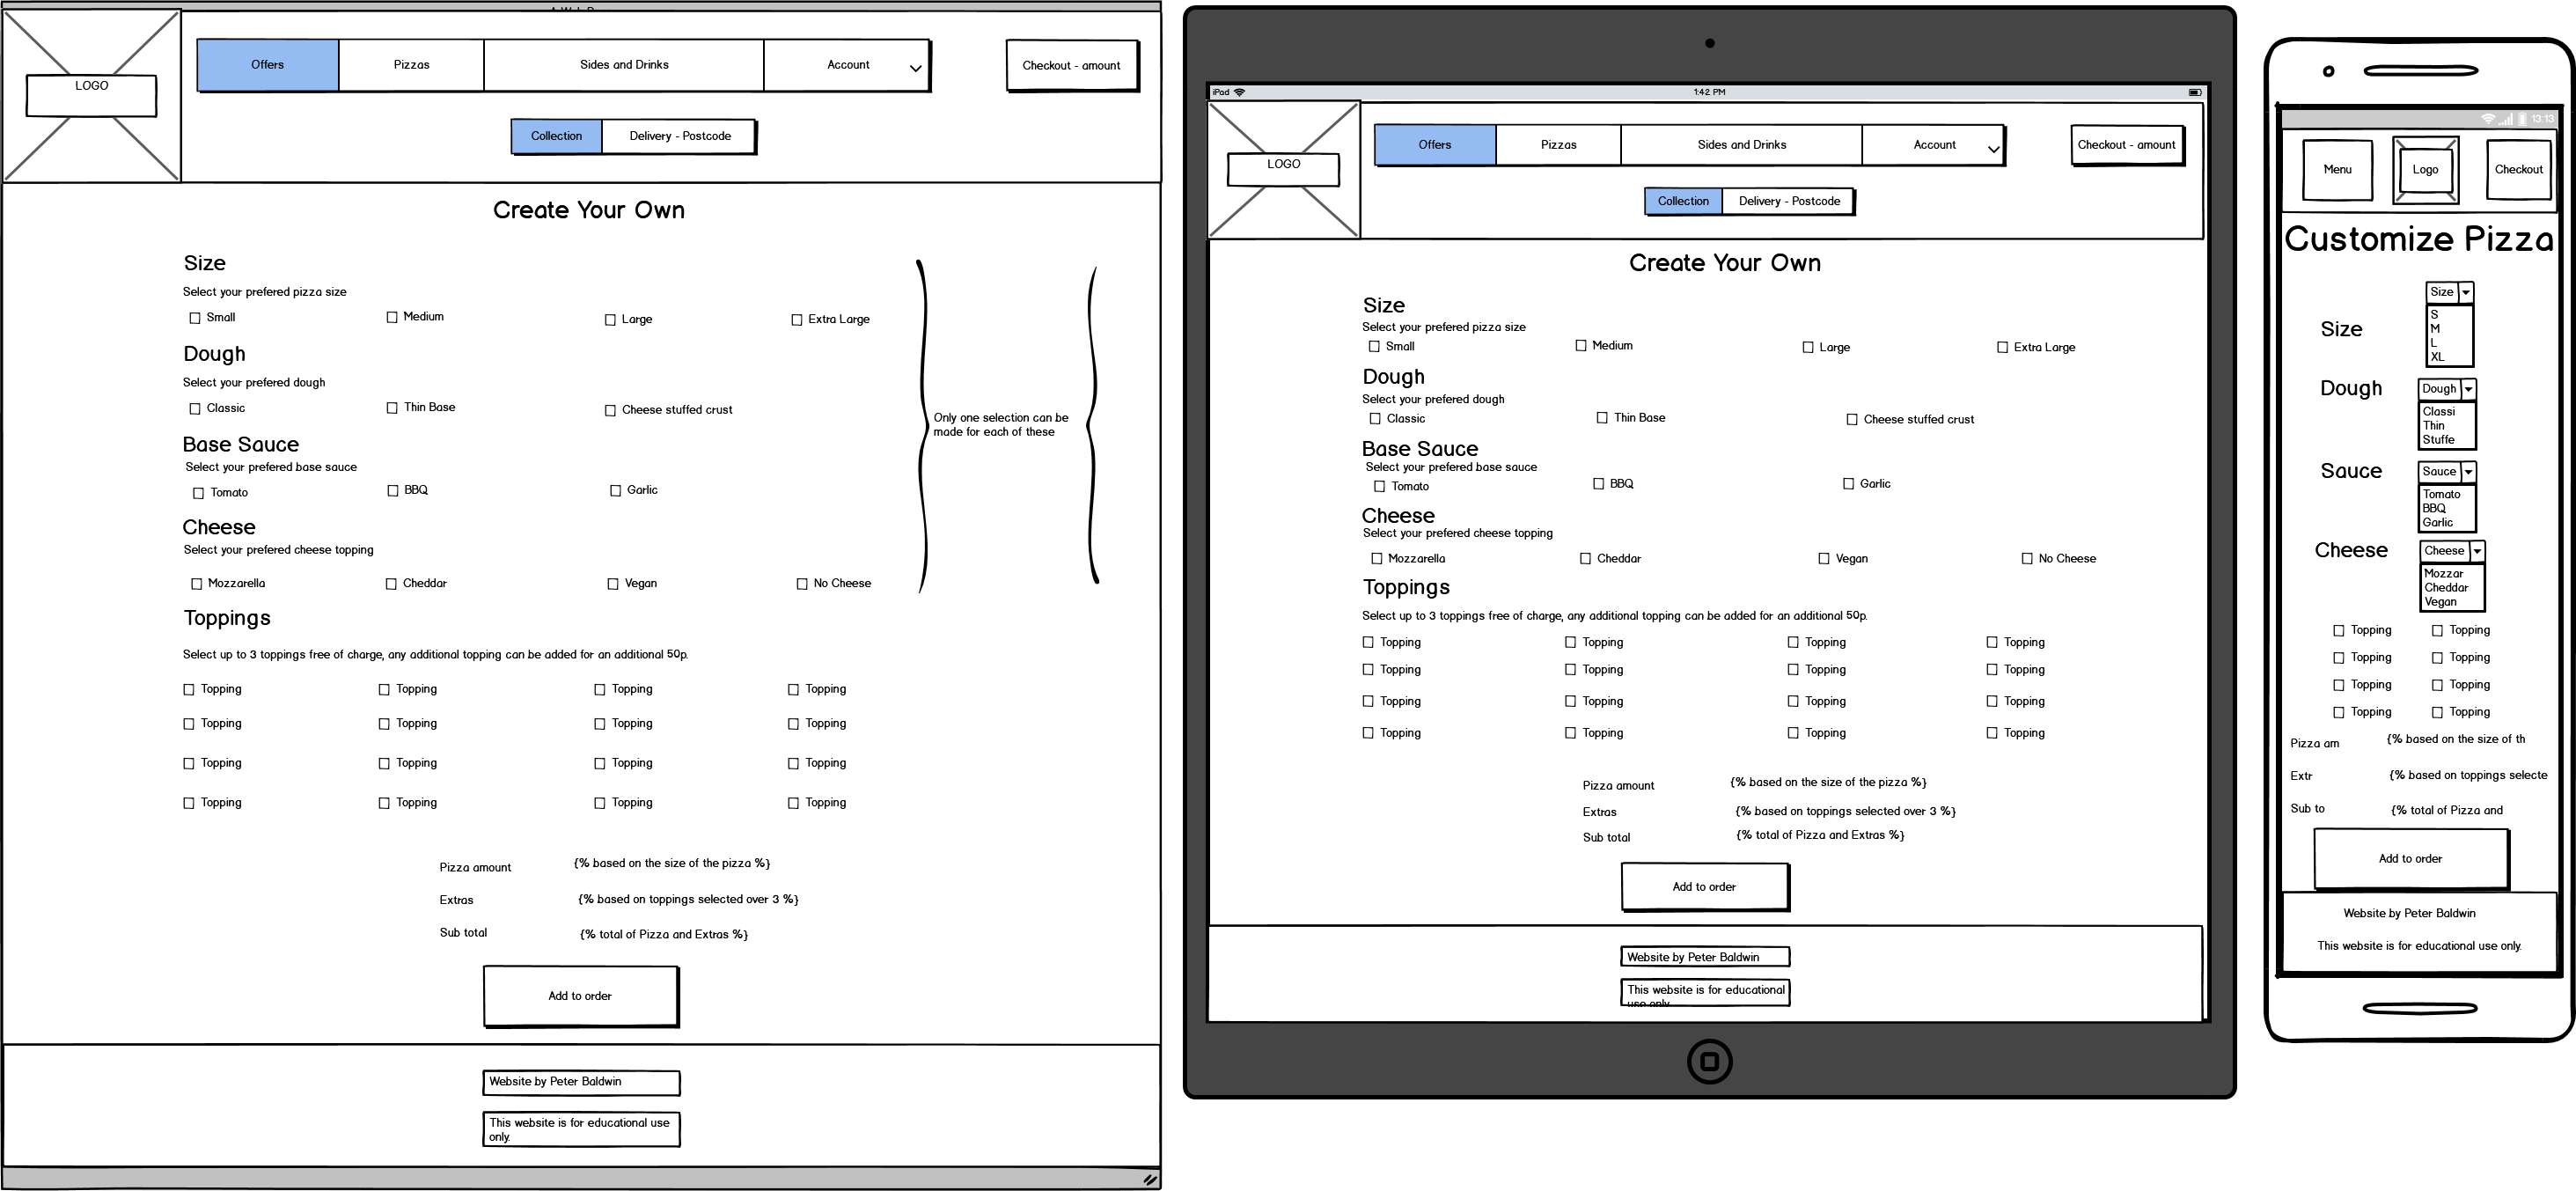 LOGO
Offers
Pizzas
Sides and Drinks
Account
Checkout - amount
Collection
Delivery - Postcode
Create Your Own
Size
Select your prefered pizza size
Small
Medium
Large
Extra Large
Dough
Select your prefered dough
Classic
Thin Base
Cheese stuffed crust
Only one selection can be
made for each of these
Base Sauce
Select your prefered base sauce
Tomato
BBQ
Garlic
Cheese
Select your prefered cheese topping
Mozzarella
Cheddar
Vegan
No Cheese
Toppings
Select up to 3 toppings free of charge, any additional topping can be added for an additional 50p.
Topping Topping Topping Topping
Topping Topping Topping Topping
Topping Topping Topping Topping
Topping Topping Topping Topping
Pizza amount {% based on the size of the pizza %}
Extras {% based on toppings selected over 3 %}
Sub total {% total of Pizza and Extras %}
Add to order
Website by Peter Baldwin
This website is for educational use
only.
iPad
1:42 PM
LOGO
Offers
Pizzas
Sides and Drinks
Account
Checkout - amount
Collection
Delivery - Postcode
Create Your Own
Size
Select your prefered pizza size
Small
Medium
Large
Extra Large
Dough
Select your prefered dough
Classic
Thin Base
Cheese stuffed crust
Base Sauce
Select your prefered base sauce
Tomato
BBQ
Garlic
Cheese
Select your prefered cheese topping
Mozzarella
Cheddar
Vegan
No Cheese
Toppings
Select up to 3 toppings free of charge, any additional topping can be added for an additional 50p.
Topping Topping Topping Topping
Topping Topping Topping Topping
Topping Topping Topping Topping
Topping Topping Topping Topping
Pizza amount {% based on the size of the pizza %}
Extras {% based on toppings selected over 3 %}
Sub total {% total of Pizza and Extras %}
Add to order
Website by Peter Baldwin
This website is for educational
use only
13:13
Menu
Logo
Checkout
Customize Pizza
Size
Size
S
M
L
XL
Dough
Dough
Classi
Thin
Stuffe
Sauce
Sauce
Tomato
BBQ
Garlic
Cheese
Cheese
Mozzar
Cheddar
Vegan
Topping Topping
Topping Topping
Topping Topping
Topping Topping
Pizza am {% based on the size of th
Extr {% based on toppings selecte
Sub to {% total of Pizza and
Add to order
Website by Peter Baldwin
This website is for educational use only.